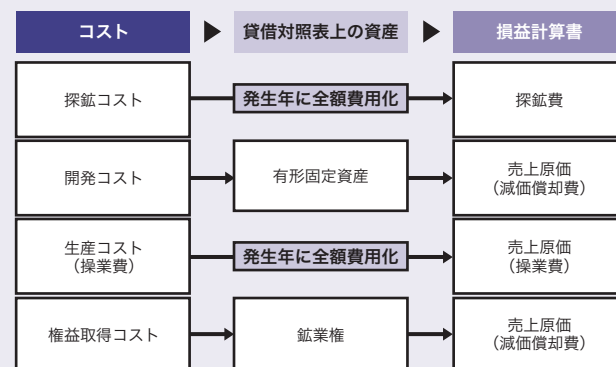 コスト
貸借対照表上の資産
損益計算書
探鉱コスト
発生年に全額費用化
探鉱費
開発コスト
有形固定資産
売上原価
（減価償却費）
生産コスト
（操業費）
発生年に全額費用化
売上原価
（操業費）
権益取得コスト
鉱業権
売上原価
（減価償却費）